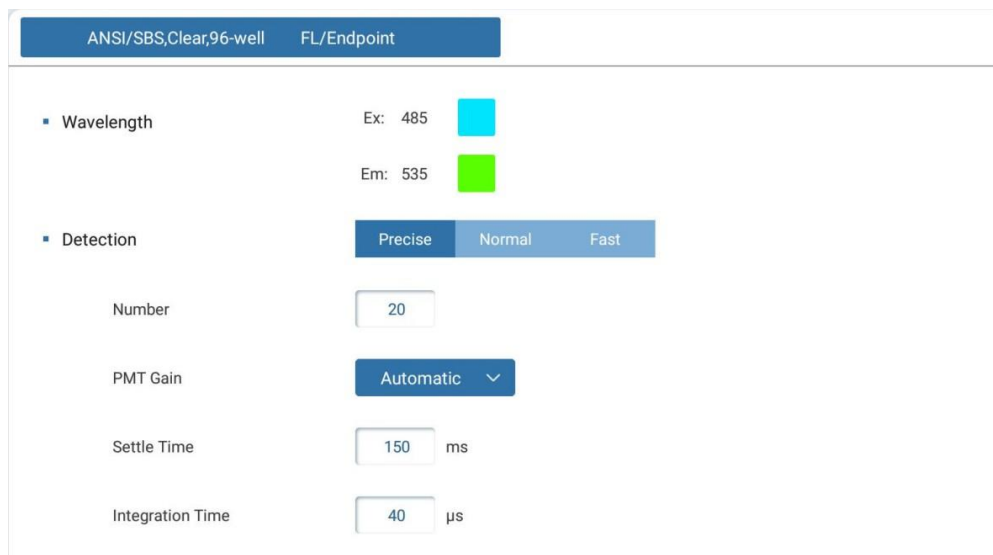 ANSI/SBS,Clear,96-well FL/Endpoint
Wavelength Ex: 485
Em: 535
Detection Precise Normal Fast
Number 20
PMT Gain Automatic
Settle Time 150 ms
Integration Time 40 µs